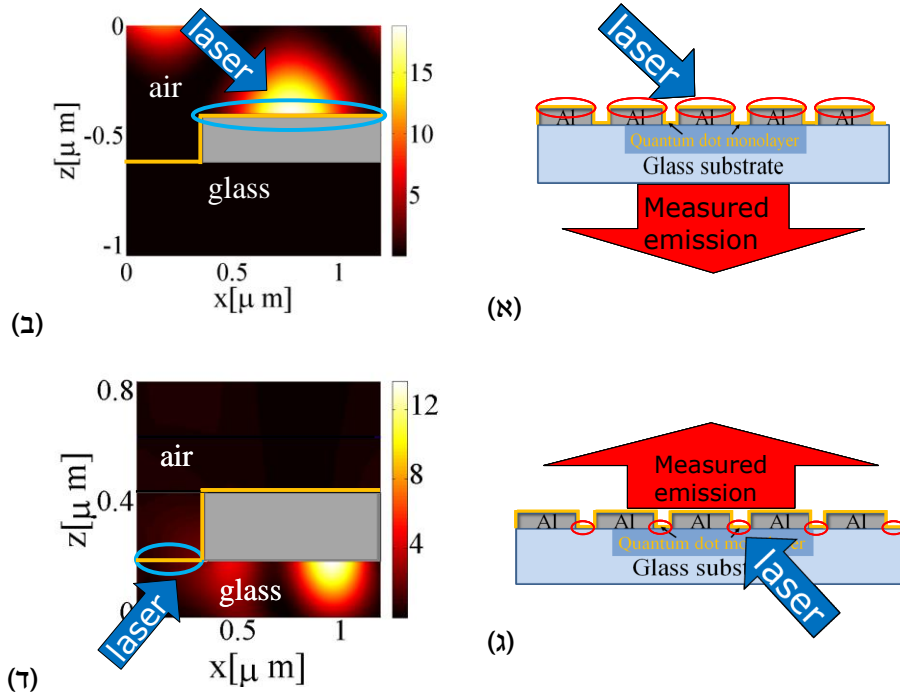 0
laser
air
z[μ m]
-0.5
glass
-1
0
0.5
1
x[μ m]
15
10
5
(ב)
laser
Al
Al
Al
Al
Al
Quantum dot monolayer
Glass substrate
Measured
emission
(א)
0.8
air
z[μ m]
0.4
glass
0
laser
0.5
1
x[μ m]
12
8
4
(ד)
Measured
emission
Al
Al
Al
Al
Al
Quantum dot mo
layer
Glass subst
laser
(ג)